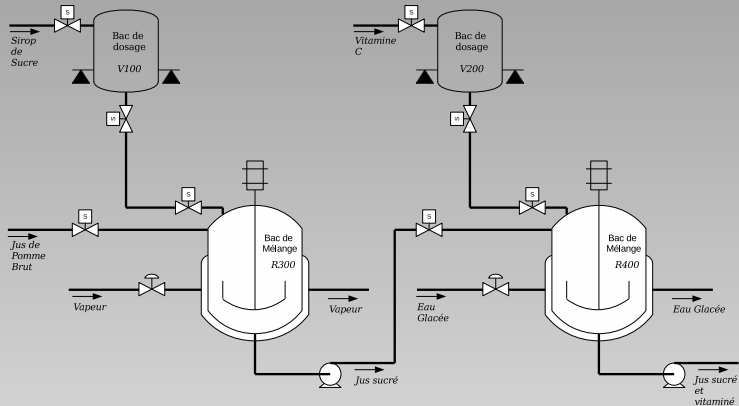 S
Sirop
de
Sucre
Bac de
dosage
V100
S
S
S
Jus de
Pomme
Brut
Bac de
Mélange
R300
Vapeur
Vapeur
Jus sucré
S
Vitamine
C
Bac de
dosage
V200
S
S
S
Bac de
Mélange
R400
Eau
Glacée
Eau Glacée
Jus sucré
et
vitaminé